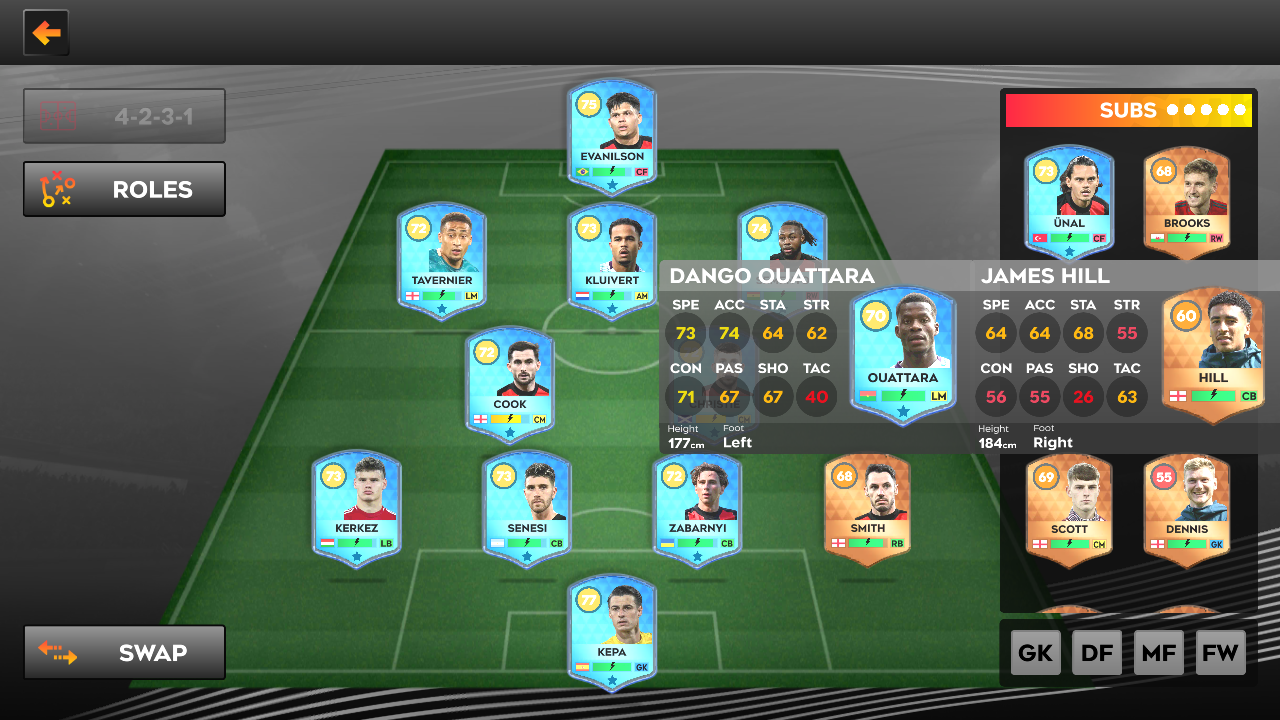 4-2-3-1
ROLES
75
EVANILSON
CF
SUBS
73
ÜNAL
CF
68
BROOKS
RW
72
TAVERNIER
LM
73
KLUIVERT
AM
74
DANGO OUATTARA
SPE ACC STA STR
73 74 64 62
CON PAS SHO TAC
71 67 67 40
Height Foot
177cm Left
70
OUATTARA
LM
JAMES HILL
SPE ACC STA STR
64 64 68 55
CON PAS SHO TAC
56 55 26 63
Height Foot
184cm Right
60
HILL
CB
72
COOK
CM
CHRISTIE
73
KERKEZ
LB
73
SENESI
CB
72
ZABARNYI
CB
68
SMITH
RB
69
SCOTT
CM
55
DENNIS
GK
77
KEPA
GK
SWAP
GK DF MF FW